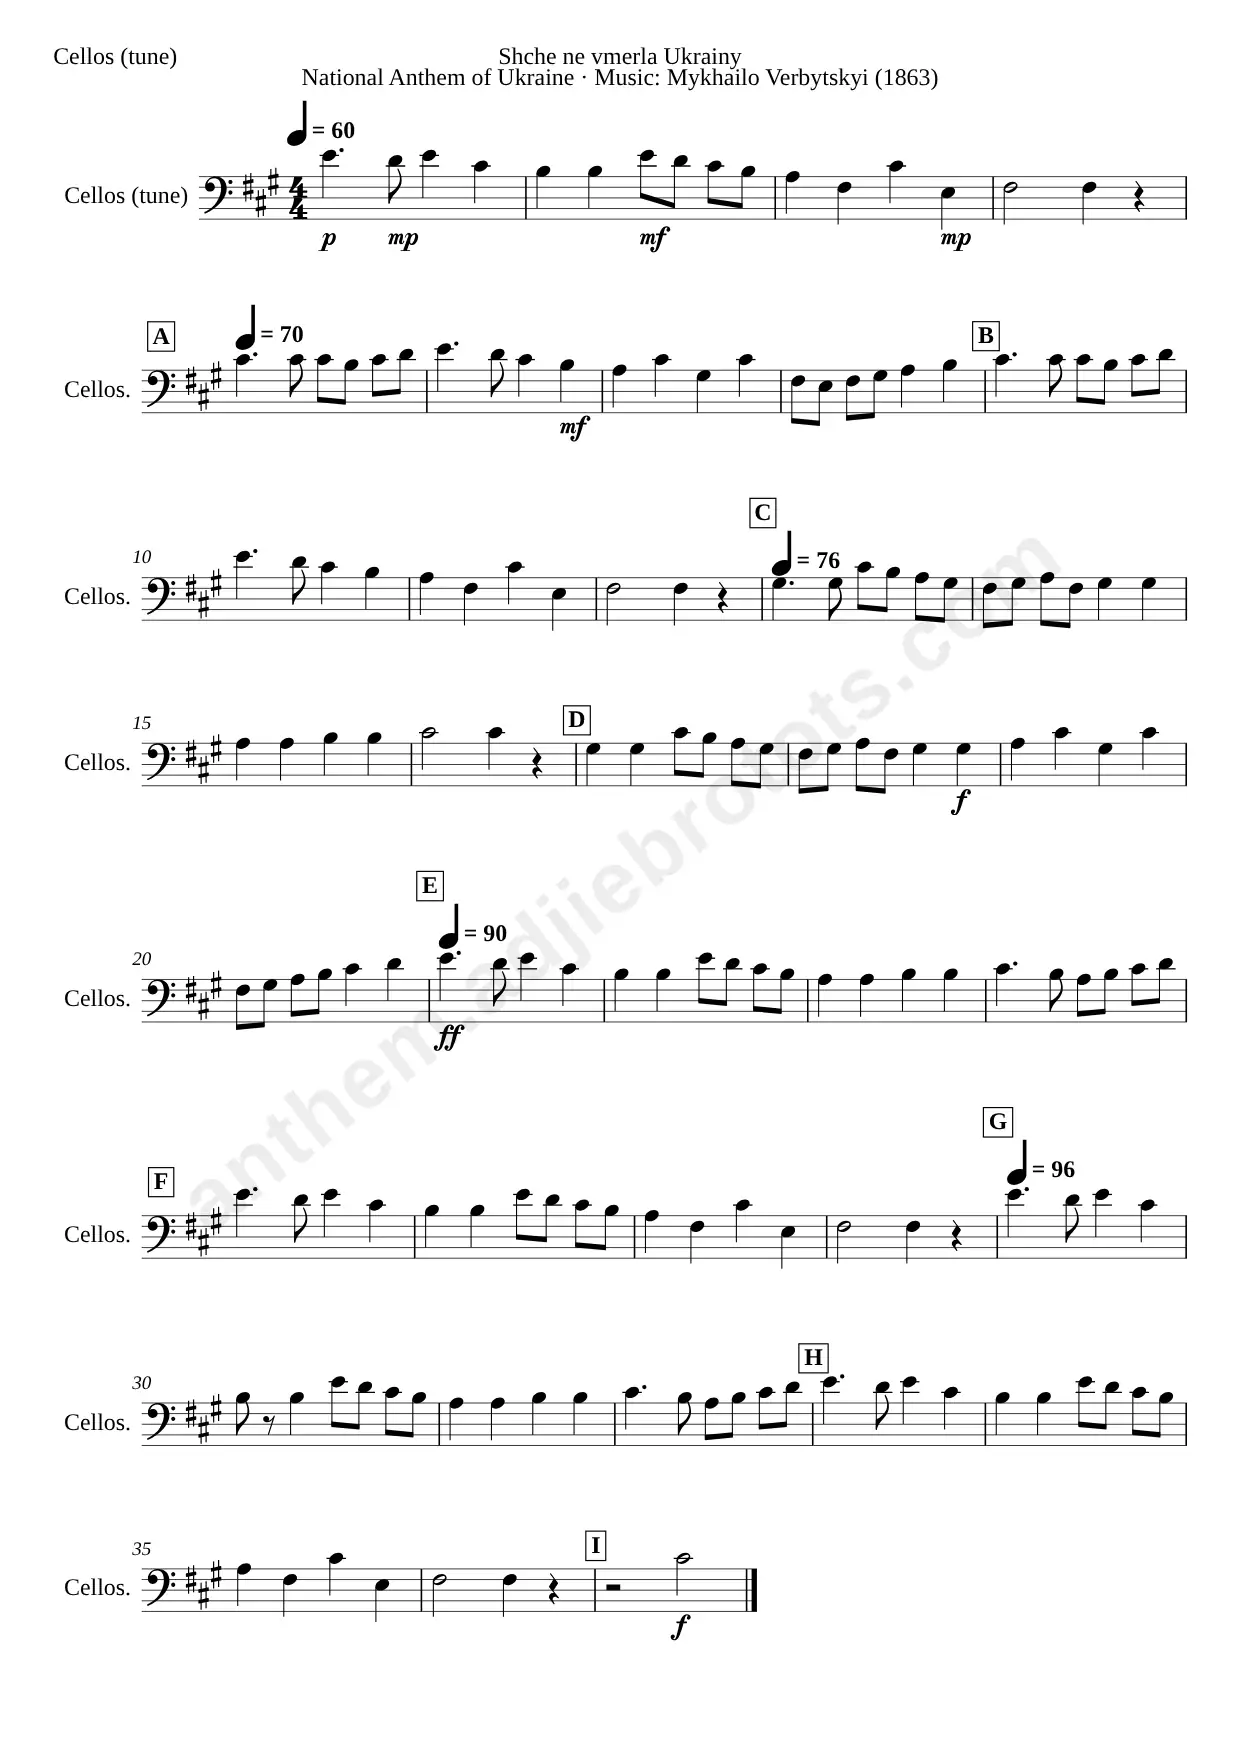 Cellos (tune)
Shche ne vmerla Ukrainy
National Anthem of Ukraine · Music: Mykhailo Verbytskyi (1863)
= 60
Cellos (tune)
4
4
p mp mf mp
A = 70 B
Cellos.
mf
C
10 = 76
Cellos.
15 D
Cellos.
f
E
20 = 90
Cellos.
ff
G
F = 96
Cellos.
H
30
Cellos.
35 I
Cellos.
f
anthem.adjiebrotots.com